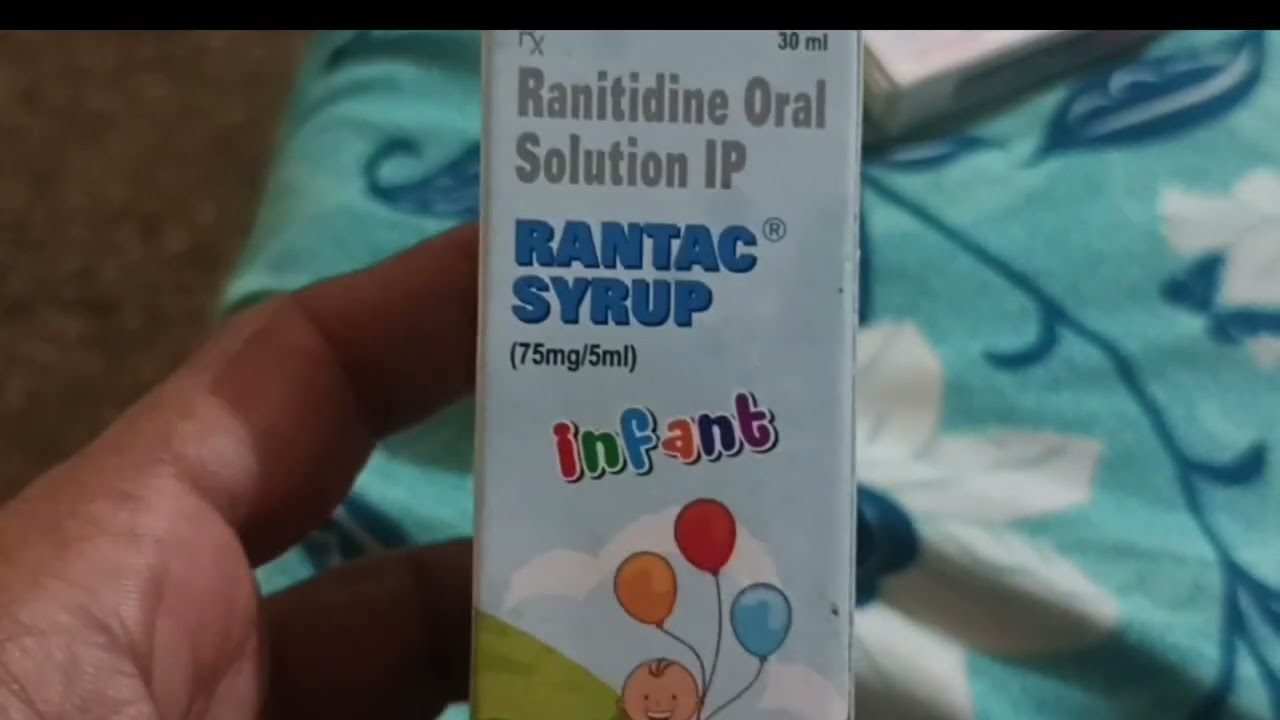 Rx 30 ml
Ranitidine Oral
Solution IP
RANTAC®
SYRUP
(75mg/5ml)
infant